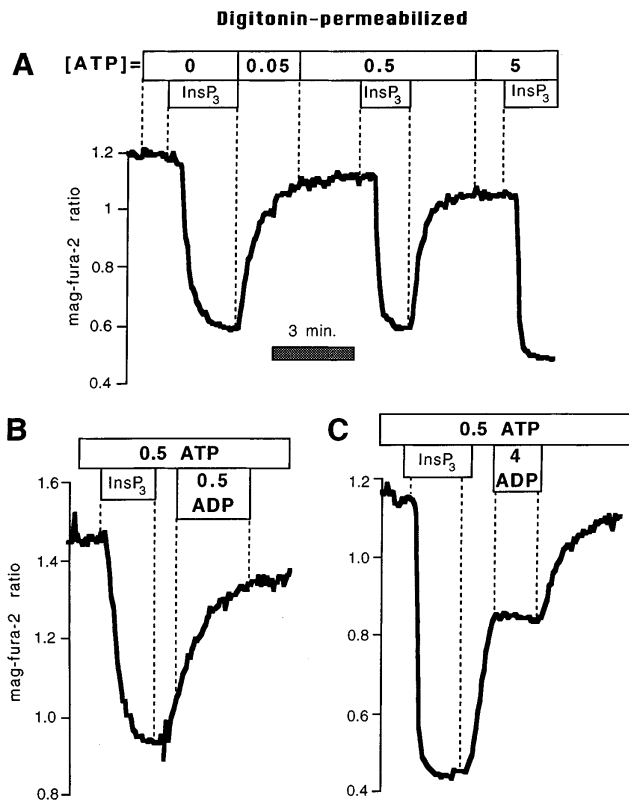 Digitonin-permeabilized
A
[ATP]= 0 0.05 0.5 5
InsP3 InsP3 InsP3
1.2
1
0.8
0.6
0.4
mag-fura-2 ratio
3 min.
B
0.5 ATP
InsP3
0.5
ADP
1.6
1.4
1.2
1.0
0.8
mag-fura-2 ratio
C
0.5 ATP
InsP3
4
ADP
1.2
1.0
0.8
0.6
0.4